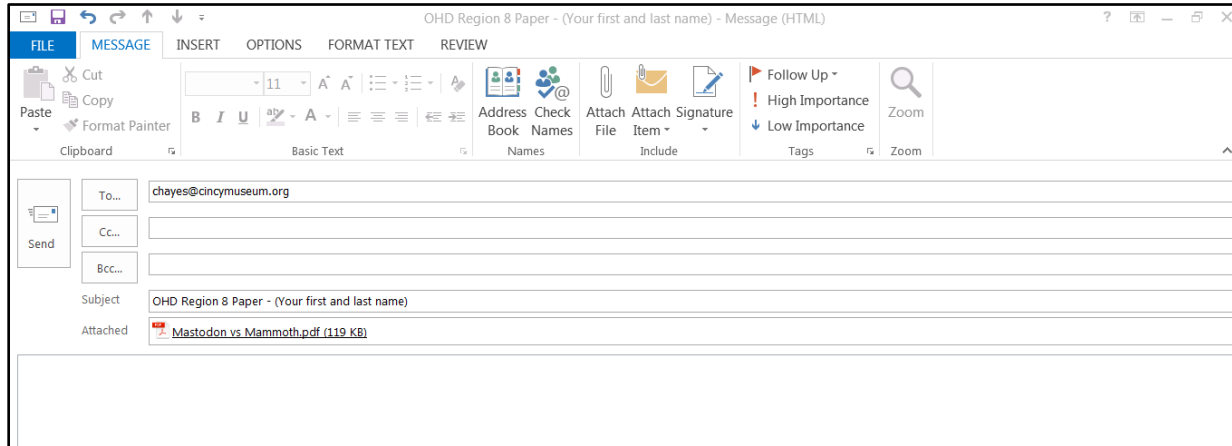 OHD Region 8 Paper - (Your first and last name) - Message (HTML)
FILE MESSAGE INSERT OPTIONS FORMAT TEXT REVIEW
Paste
Cut
Copy
Format Painter
Clipboard
11
B I U
Basic Text
Address Book
Check Names
Names
Attach File
Attach Item
Signature
Include
Follow Up
High Importance
Low Importance
Tags
Zoom
Zoom
Send
To... chayes@cincymuseum.org
Cc...
Bcc...
Subject OHD Region 8 Paper - (Your first and last name)
Attached Mastodon vs Mammoth.pdf (119 KB)